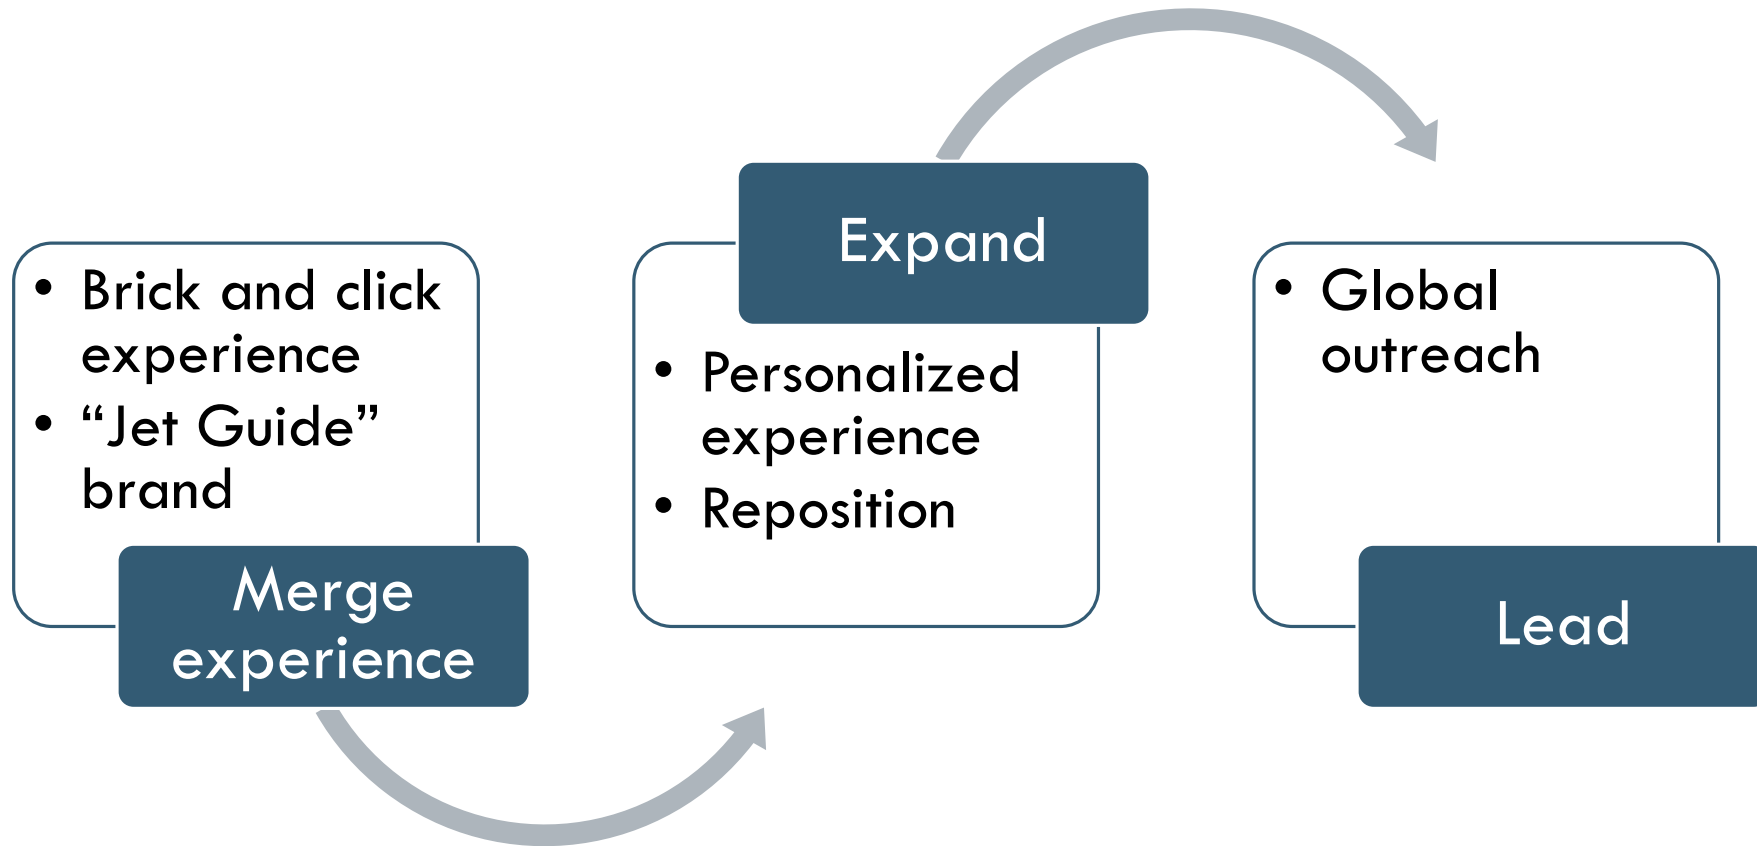 • Brick and click
experience
• “Jet Guide”
brand
Merge
experience
Expand
• Personalized
experience
• Reposition
• Global
outreach
Lead